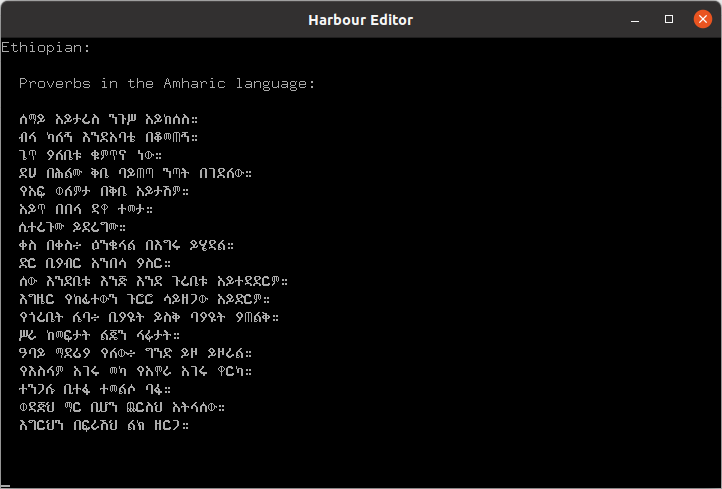 Harbour Editor
Ethiopian:
Proverbs in the Amharic language:
ሰማይ አይታረስ ንጉሥ አይከሰስ።
ብላ ካለኝ እንደአባቴ በቆመጠኝ።
ጌጥ ያለቤቱ ቁምጥና ነው።
ደሀ በሕልሙ ቅቤ ባይጠጣ ንጣት በገደለው።
የአፍ ወለምታ በቅቤ አይታሽም።
አይጥ በበላ ዳዋ ተመታ።
ሲተረጉሙ ይደረግሙ።
ቀስ በቀስ፥ ዕንቁላል በእግሩ ይሄዳል።
ድር ቢያብር አንበሳ ያስር።
ሰው እንደቤቱ እንጅ እንደ ጉረቤቱ አይተዳደርም።
እግዜር የከፈተውን ጉሮሮ ሳይዘጋው አይድርም።
የጎረቤት ሌባ፥ ቢያዩት ይስቅ ባያዩት ያጠልቅ።
ሥራ ከመፍታት ልጄን ላፋታት።
ዓባይ ማደሪያ የለው፥ ግንድ ይዞ ይዞራል።
የእስላም አገሩ መካ የአሞራ አገሩ ዋርካ።
ተንጋሎ ቢተፉ ተመልሶ ባፉ።
ወዳጅህ ማር ቢሆን ጨርስህ አትላሰው።
እግርህን በፍራሽህ ልክ ዘርጋ።